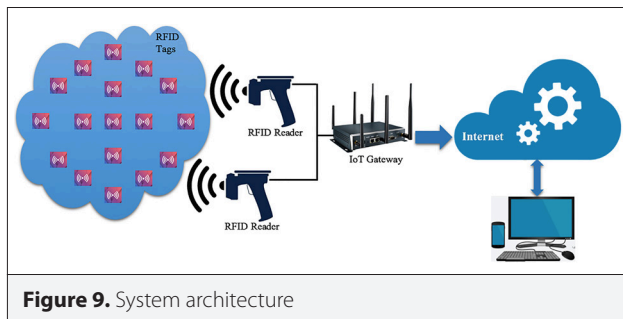 RFID
Tags
RFID Reader
IoT Gateway
Internet
RFID Reader
Figure 9. System architecture